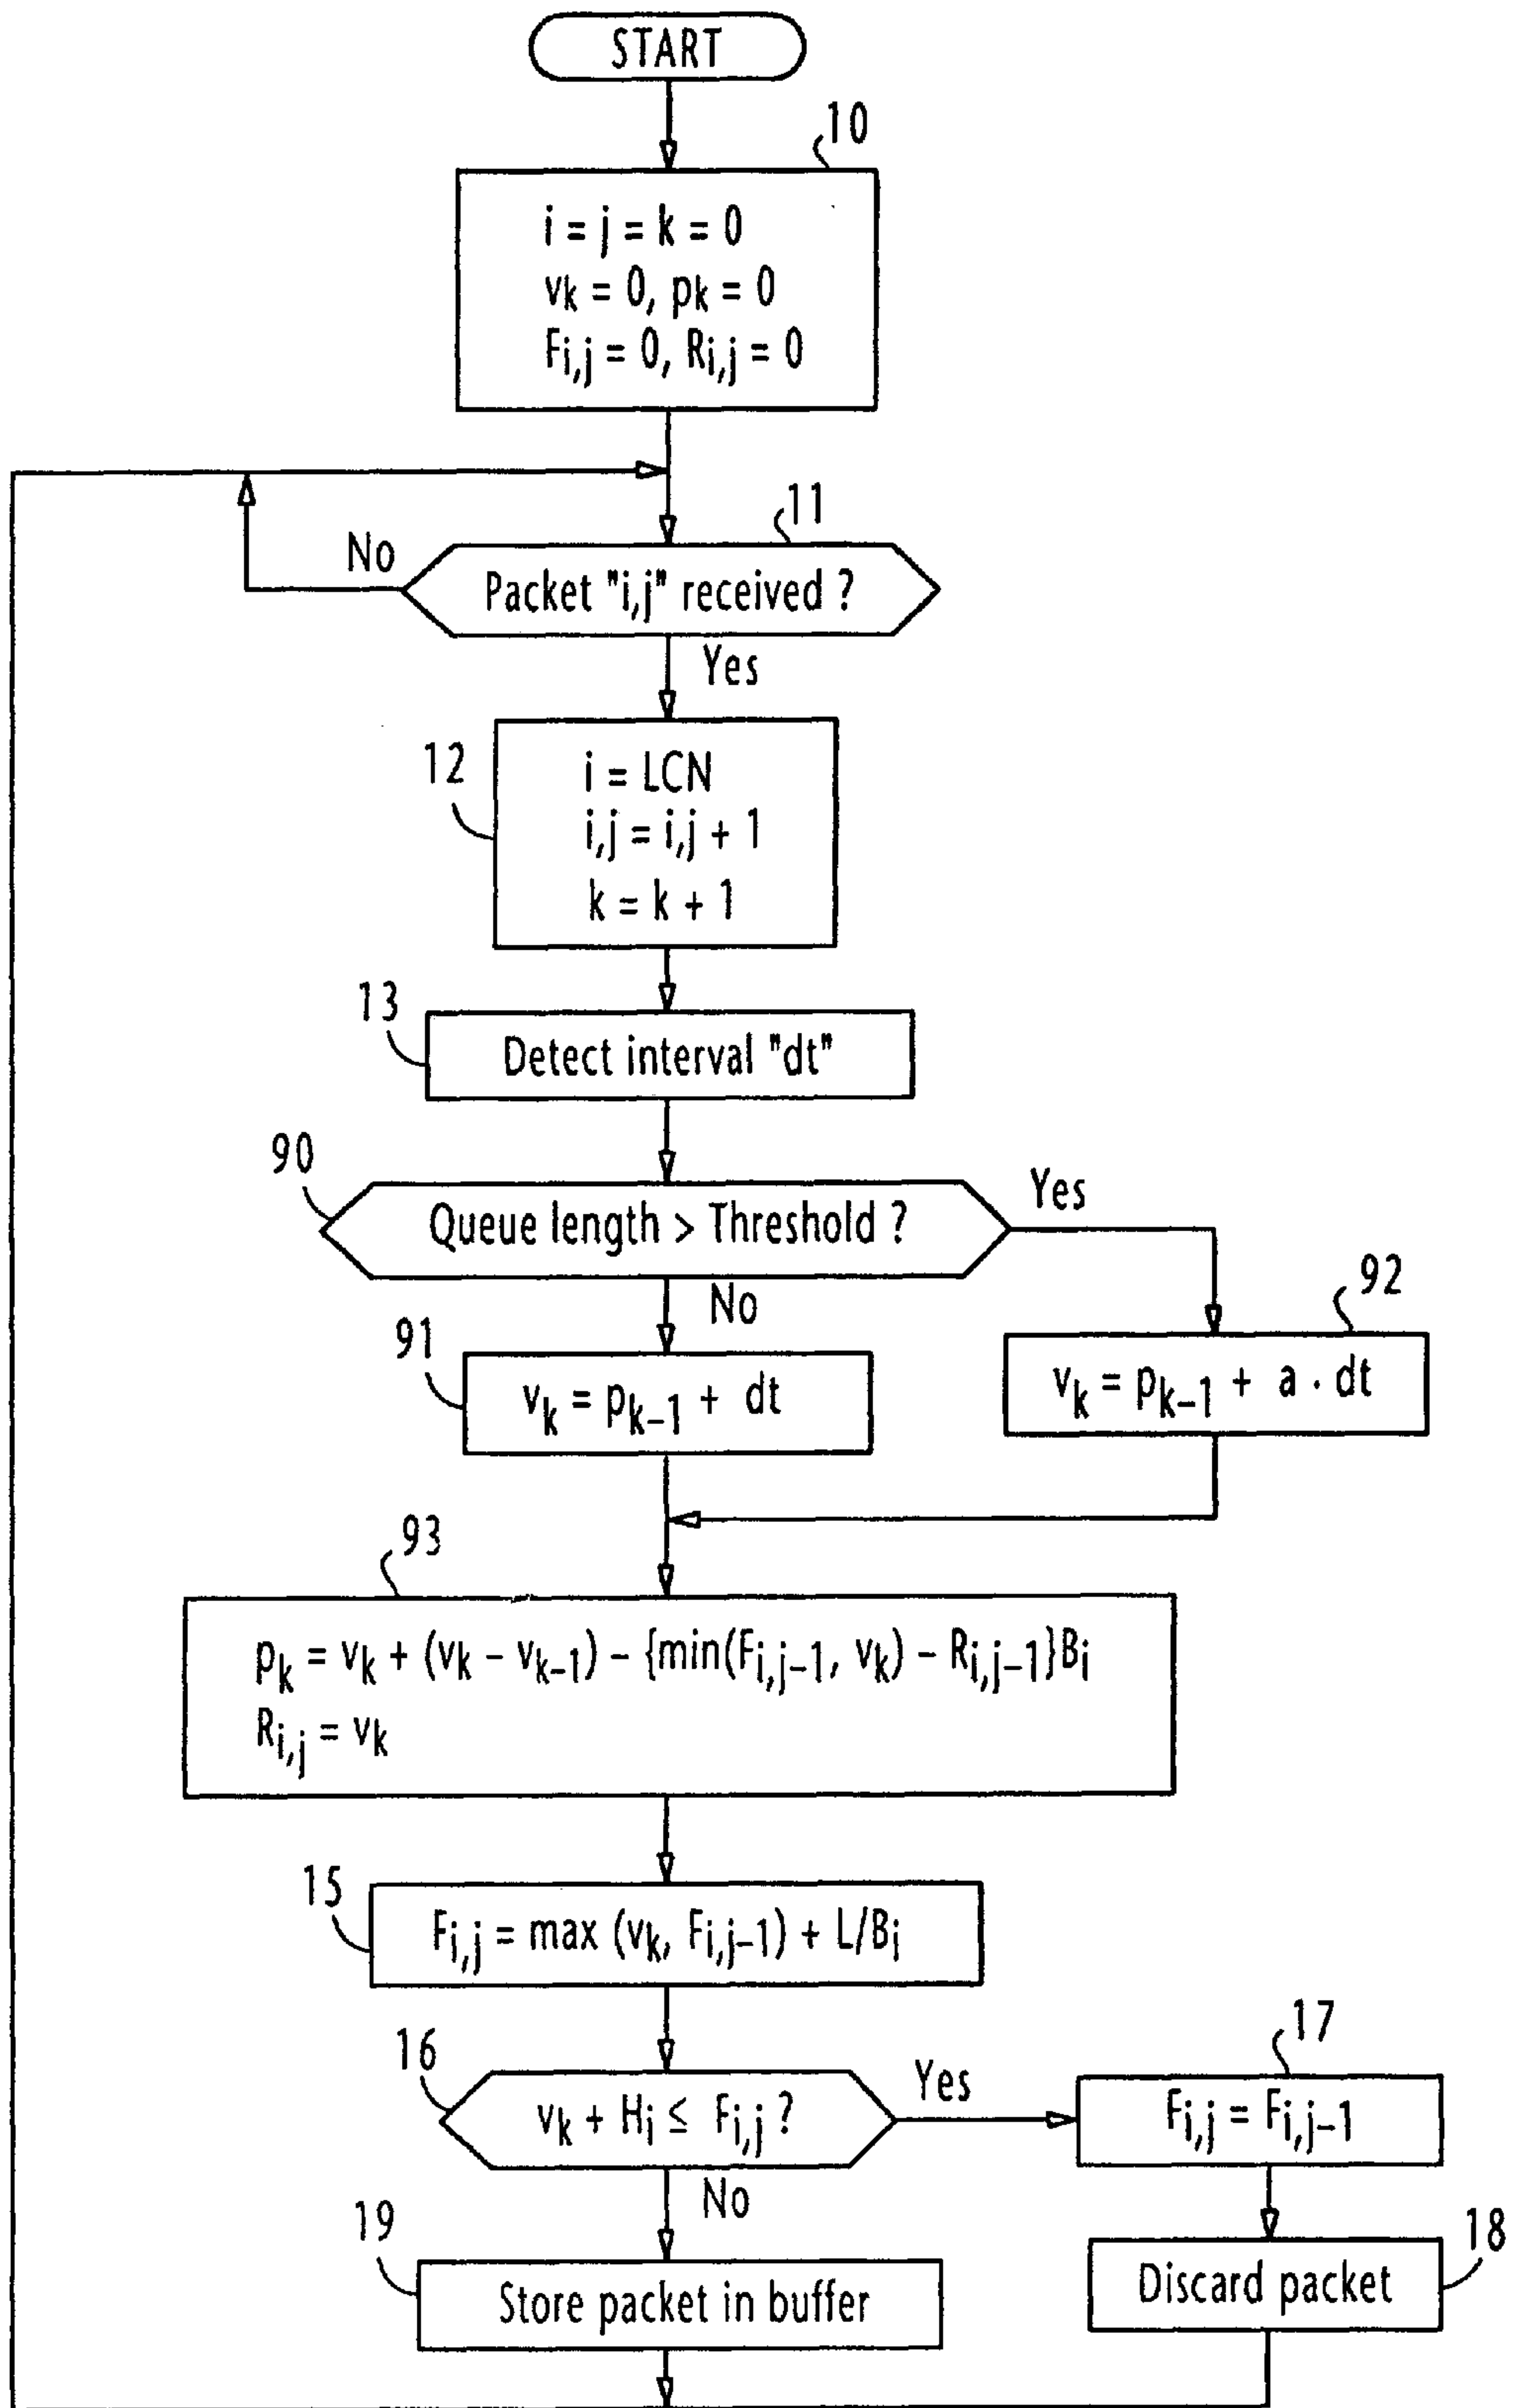 START
10
i = j = k = 0
vk = 0, pk = 0
Fi,j = 0, Ri,j = 0
11
No
Packet "i,j" received ?
Yes
12
i = LCN
i,j = i,j + 1
k = k + 1
13
Detect interval "dt"
90
Queue length > Threshold ?
Yes
No
92
91
vk = pk–1 + dt
vk = pk–1 + a · dt
93
pk = vk + (vk – vk–1) – {min(Fi,j–1, vk) – Ri,j–1}Bi
Ri,j = vk
15
Fi,j = max (vk, Fi,j–1) + L/Bi
16
vk + Hi ≤ Fi,j ?
Yes
17
Fi,j = Fi,j–1
No
19
Store packet in buffer
18
Discard packet